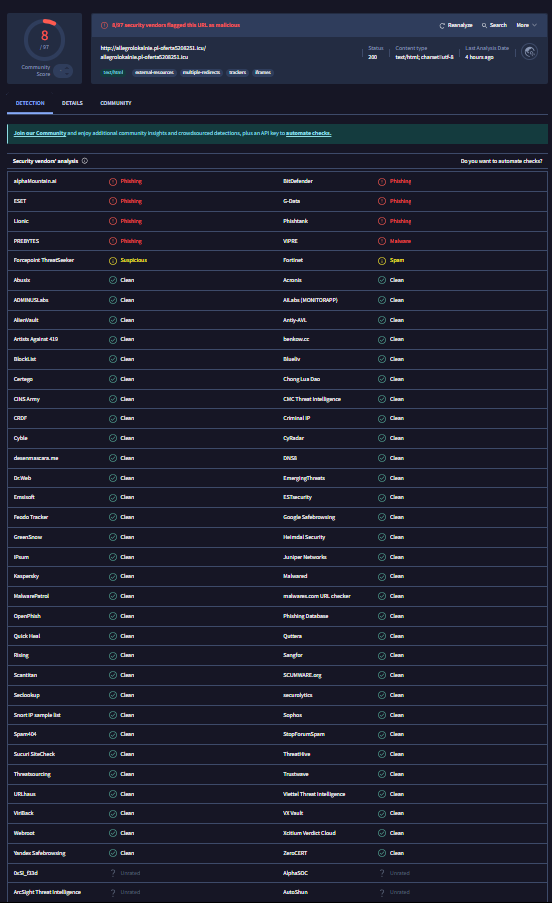 8
/ 97
Community
Score
8/97 security vendors flagged this URL as malicious
Reanalyze
Search
More
http://allegrolokalnie.pl-oferta5208251.icu/
allegrolokalnie.pl-oferta5208251.icu
Status
200
Content type
text/html; charset=utf-8
Last Analysis Date
4 hours ago
text/html
external-resources
multiple-redirects
trackers
iframes
DETECTION DETAILS COMMUNITY
Join our Community and enjoy additional community insights and crowdsourced detections, plus an API key to automate checks.
Security vendors' analysis
Do you want to automate checks?
alphaMountain.ai Phishing BitDefender Phishing
ESET Phishing G-Data Phishing
Lionic Phishing Phishtank Phishing
PREBYTES Phishing VIPRE Malware
Forcepoint ThreatSeeker Suspicious Fortinet Spam
Abusix Clean Acronis Clean
ADMINUSLabs Clean AILabs (MONITORAPP) Clean
AlienVault Clean Antiy-AVL Clean
Artists Against 419 Clean benkow.cc Clean
BlockList Clean Blueliv Clean
Certego Clean Chong Lua Dao Clean
CINS Army Clean CMC Threat Intelligence Clean
CRDF Clean Criminal IP Clean
Cyble Clean CyRadar Clean
desenmascara.me Clean DNS8 Clean
Dr.Web Clean EmergingThreats Clean
Emsisoft Clean ESTsecurity Clean
Feodo Tracker Clean Google Safebrowsing Clean
GreenSnow Clean Heimdal Security Clean
IPsum Clean Juniper Networks Clean
Kaspersky Clean Malwared Clean
MalwarePatrol Clean malwares.com URL checker Clean
OpenPhish Clean Phishing Database Clean
Quick Heal Clean Quttera Clean
Rising Clean Sangfor Clean
Scantitan Clean SCUMWARE.org Clean
Seclookup Clean securolytics Clean
Snort IP sample list Clean Sophos Clean
Spam404 Clean StopForumSpam Clean
Sucuri SiteCheck Clean ThreatHive Clean
Threatsourcing Clean Trustwave Clean
URLhaus Clean Viettel Threat Intelligence Clean
ViriBack Clean VX Vault Clean
Webroot Clean Xcitium Verdict Cloud Clean
Yandex Safebrowsing Clean ZeroCERT Clean
0xSI_f33d Unrated AlphaSOC Unrated
ArcSight Threat Intelligence Unrated AutoShun Unrated